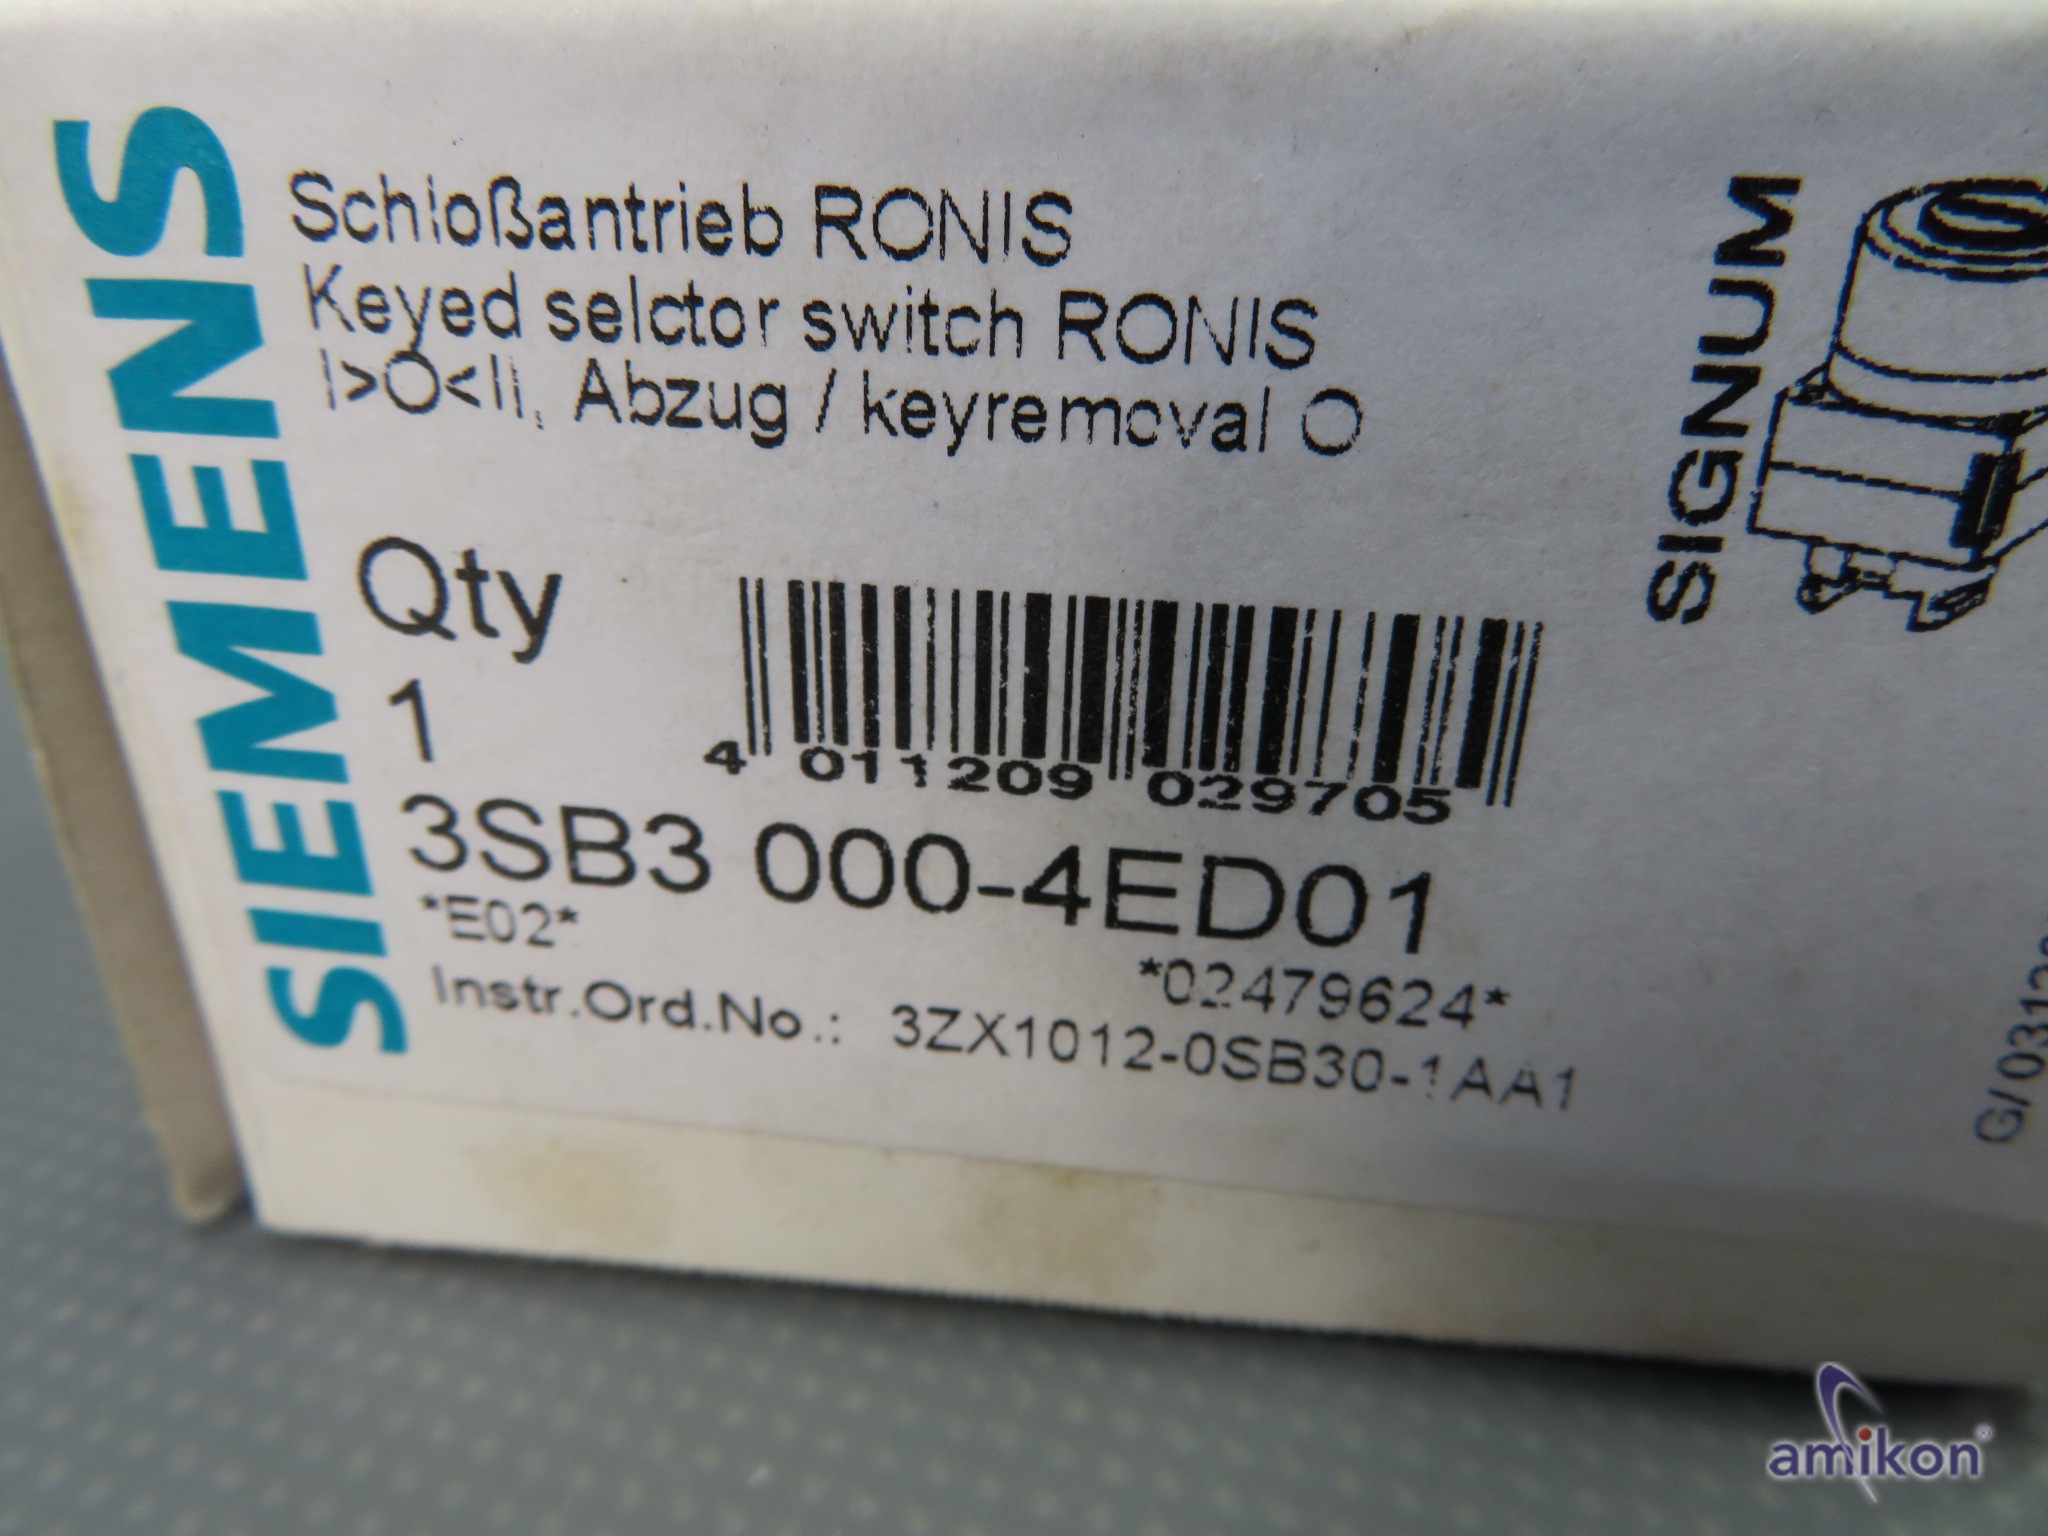 SIEMENS
Schloßantrieb RONIS
Keyed selctor switch RONIS
I>O<II, Abzug / keyremoval O
Qty
1
4 011209 029705
3SB3 000-4ED01
*E02*
*02479624*
Instr.Ord.No.: 3ZX1012-0SB30-1AA1
SIGNUM
amikon®